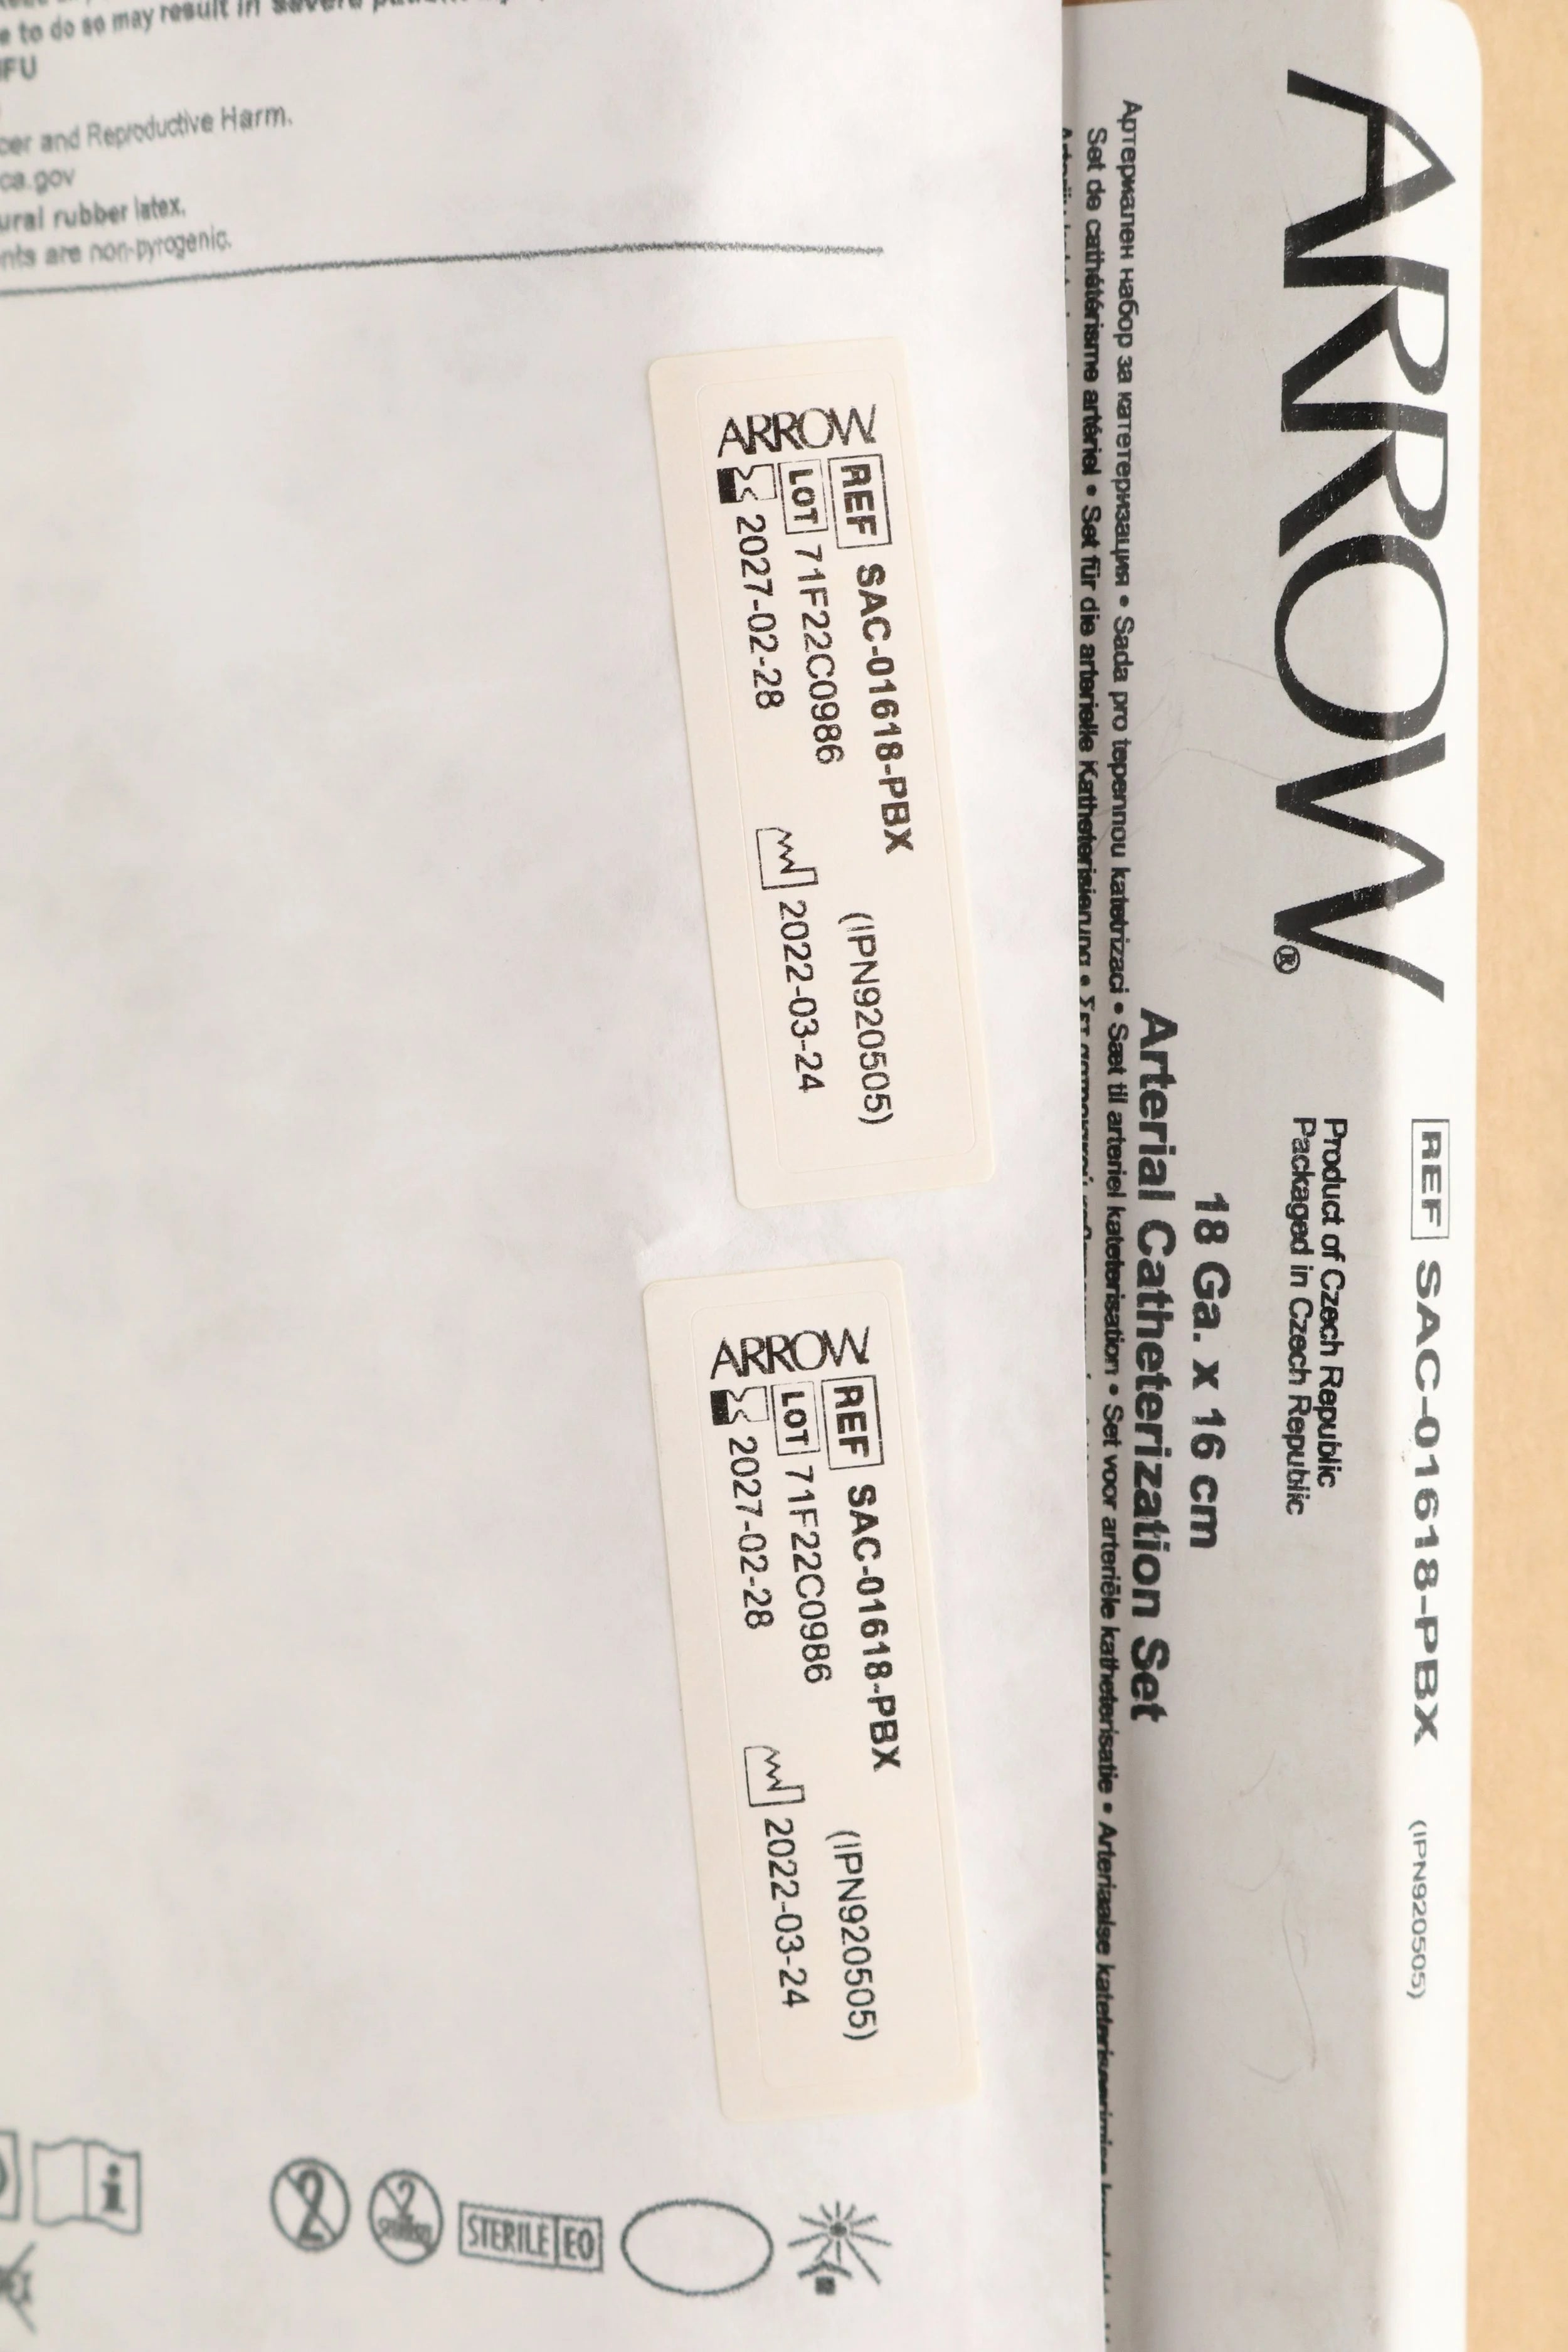 ARROW®
REF SAC-01618-PBX (IPN920505)
Product of Czech Republic
Packaged in Czech Republic
18 Ga. x 16 cm
Arterial Catheterization Set
Артериален набор за катетеризация • Sada pro tepennou katetrizaci • Sæt til arteriel kateterisation • Set voor arteriële katheterisatie • Arteriaalse kateteriseerimise
Set de cathétérisme artériel • Set für die arterielle Katheterisierung •
ARROW
REF SAC-01618-PBX
(IPN920505)
LOT 71F22C0986
2027-02-28
2022-03-24
ARROW
REF SAC-01618-PBX
(IPN920505)
LOT 71F22C0986
2027-02-28
2022-03-24
e to do so may result in
IFU
cer and Reproductive Harm.
ca.gov
ural rubber latex.
nts are non-pyrogenic.
i
2
2
STERILE EO